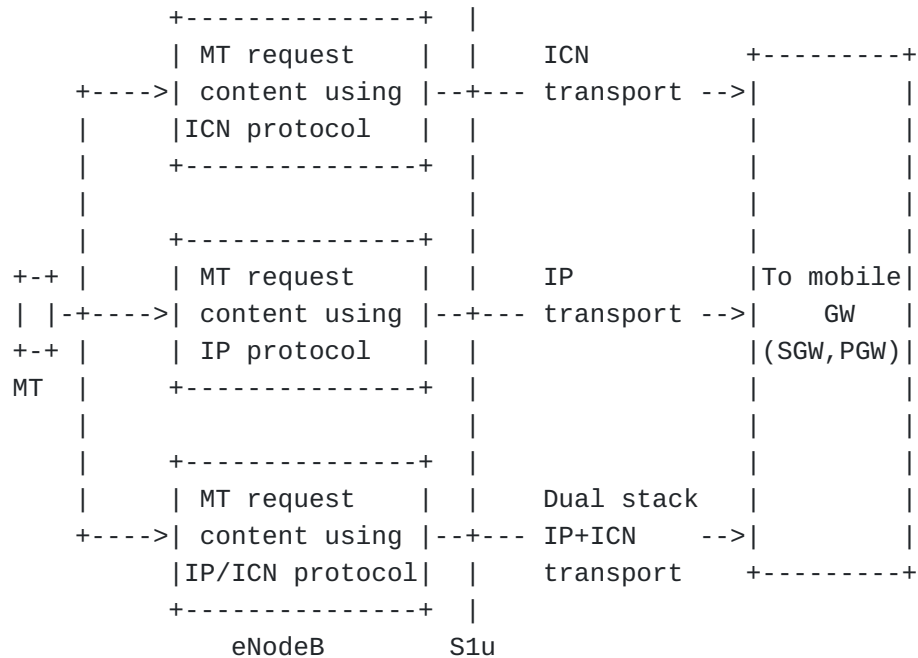 MT request ICN
content using transport
ICN protocol
MT request IP To mobile
content using transport GW
IP protocol (SGW,PGW)
MT
MT request Dual stack
content using IP+ICN
IP/ICN protocol transport
eNodeB S1u